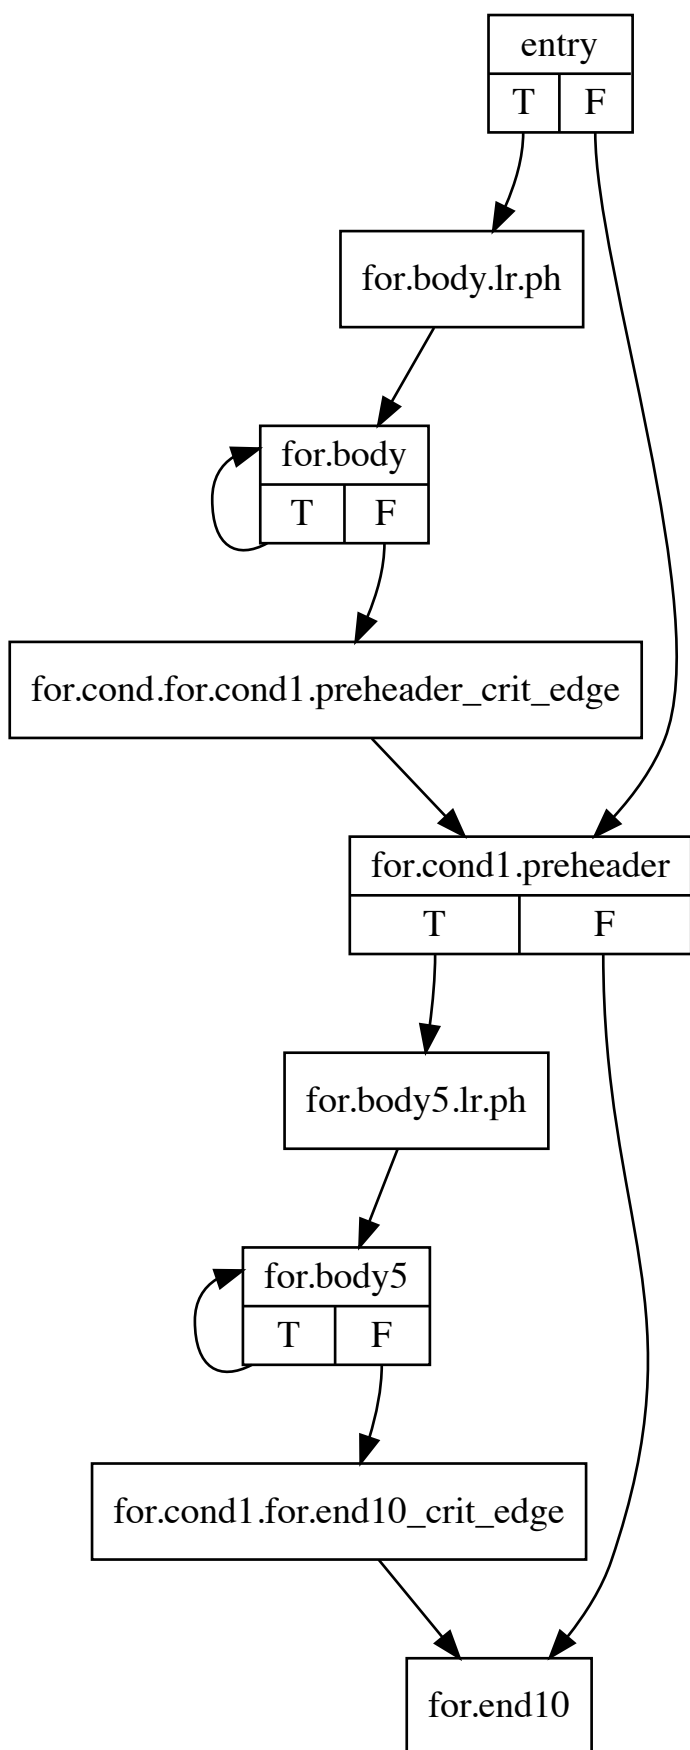 entry
T F
for.body.lr.ph
for.body
T F
for.cond.for.cond1.preheader_crit_edge
for.cond1.preheader
T F
for.body5.lr.ph
for.body5
T F
for.cond1.for.end10_crit_edge
for.end10